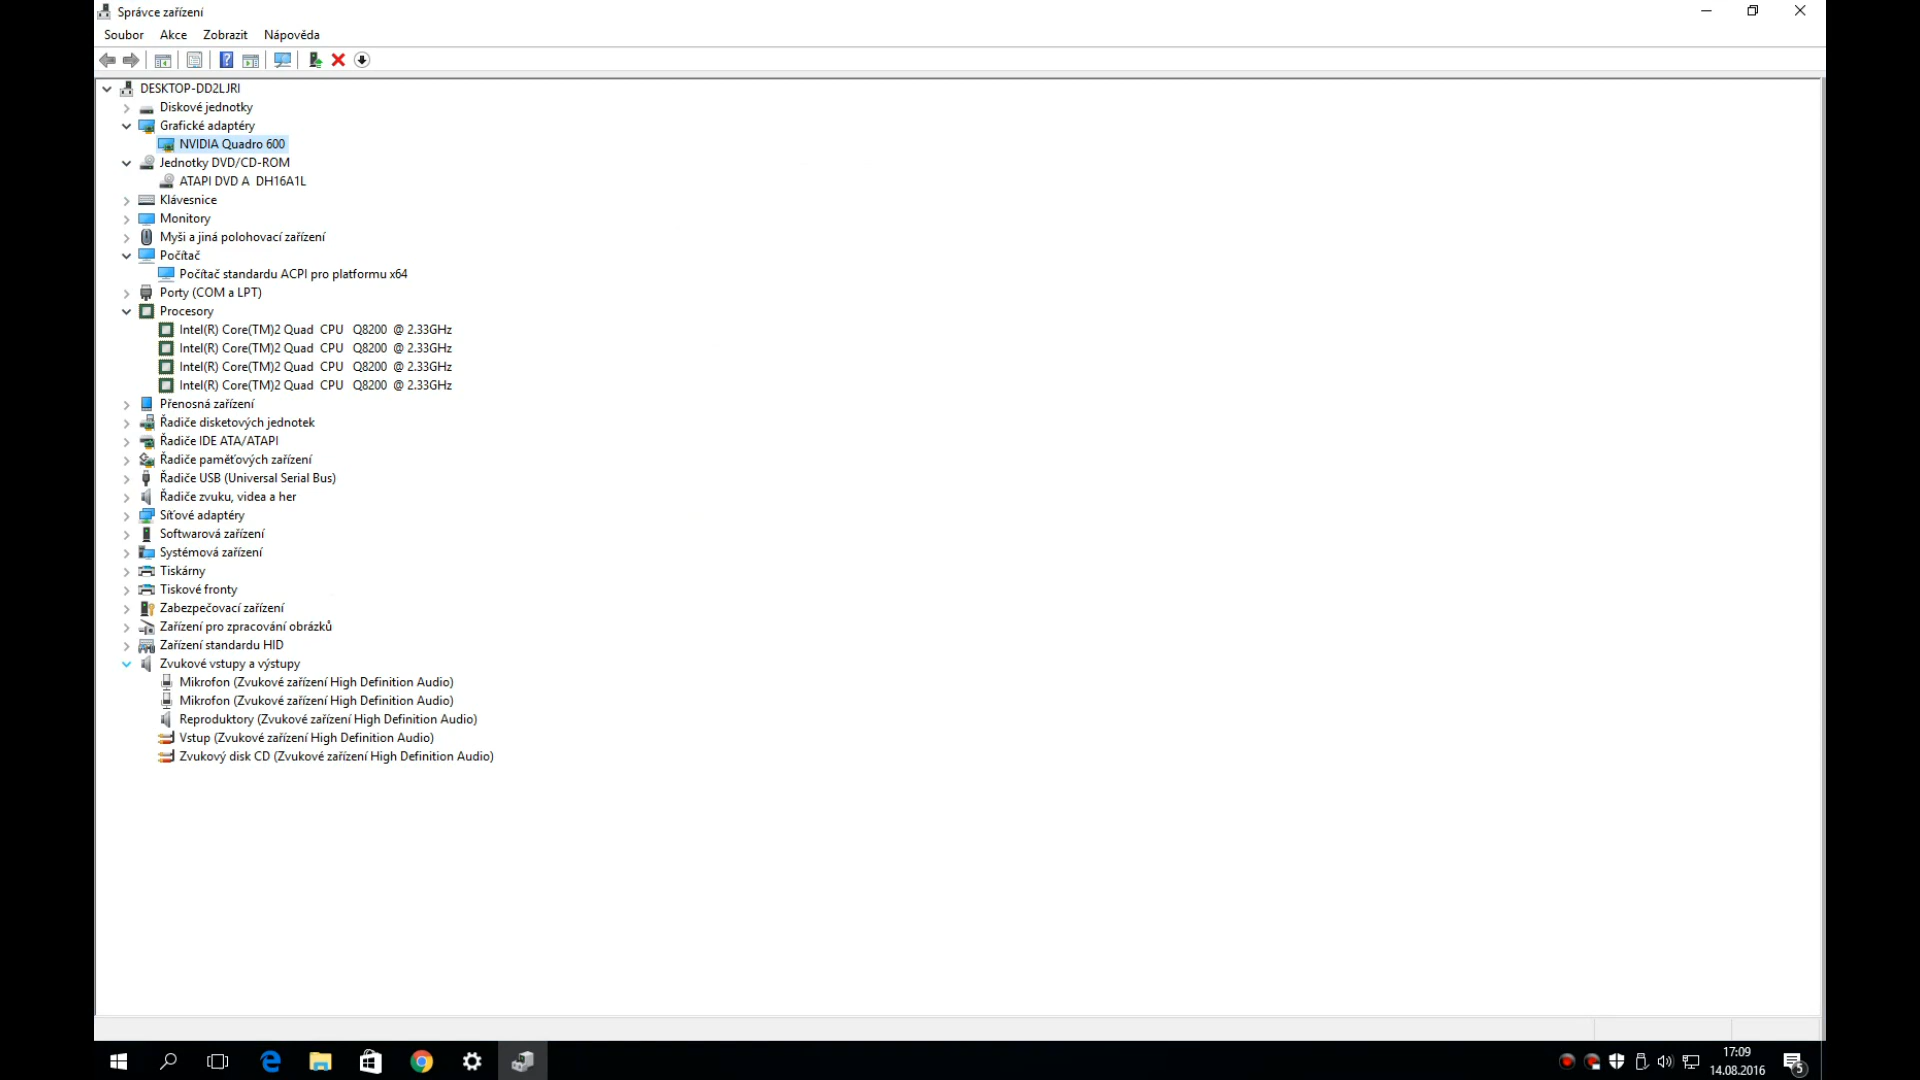 Správce zařízení
Soubor Akce Zobrazit Nápověda
DESKTOP-DD2LJRI
Diskové jednotky
Grafické adaptéry
NVIDIA Quadro 600
Jednotky DVD/CD-ROM
ATAPI DVD A  DH16A1L
Klávesnice
Monitory
Myši a jiná polohovací zařízení
Počítač
Počítač standardu ACPI pro platformu x64
Porty (COM a LPT)
Procesory
Intel(R) Core(TM)2 Quad  CPU   Q8200  @ 2.33GHz
Intel(R) Core(TM)2 Quad  CPU   Q8200  @ 2.33GHz
Intel(R) Core(TM)2 Quad  CPU   Q8200  @ 2.33GHz
Intel(R) Core(TM)2 Quad  CPU   Q8200  @ 2.33GHz
Přenosná zařízení
Řadiče disketových jednotek
Řadiče IDE ATA/ATAPI
Řadiče paměťových zařízení
Řadiče USB (Universal Serial Bus)
Řadiče zvuku, videa a her
Síťové adaptéry
Softwarová zařízení
Systémová zařízení
Tiskárny
Tiskové fronty
Zabezpečovací zařízení
Zařízení pro zpracování obrázků
Zařízení standardu HID
Zvukové vstupy a výstupy
Mikrofon (Zvukové zařízení High Definition Audio)
Mikrofon (Zvukové zařízení High Definition Audio)
Reproduktory (Zvukové zařízení High Definition Audio)
Vstup (Zvukové zařízení High Definition Audio)
Zvukový disk CD (Zvukové zařízení High Definition Audio)
17:09
14.08.2016
5